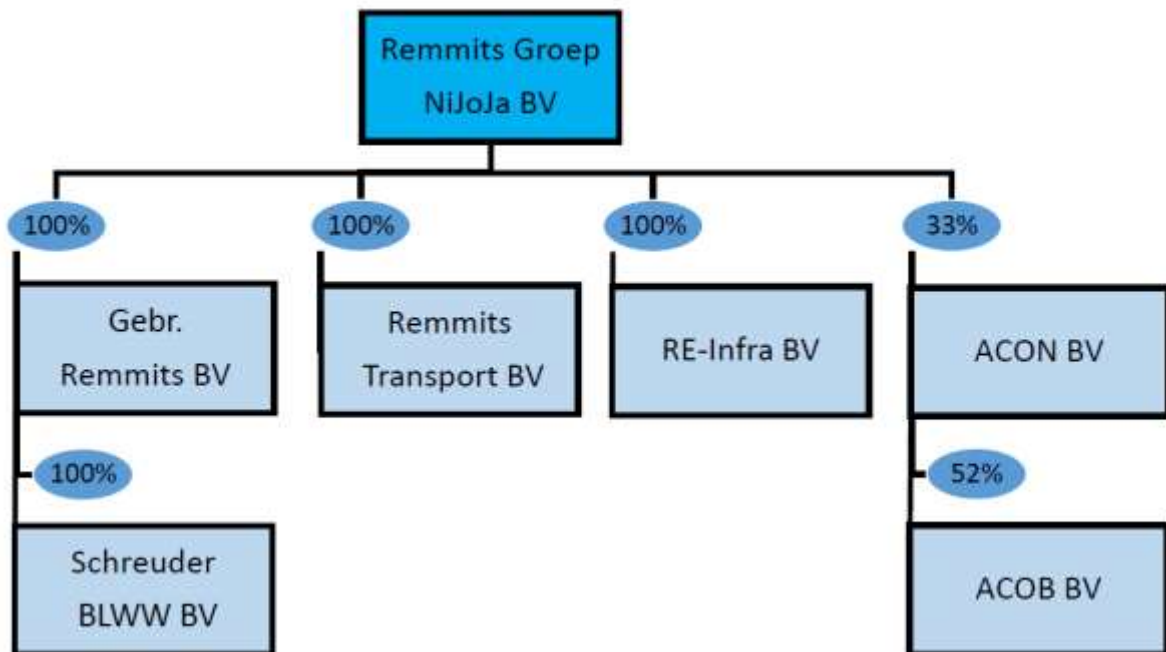 Remmits Groep
NiJoJa BV
100%
100%
100%
33%
Gebr.
Remmits BV
Remmits
Transport BV
RE-Infra BV
ACON BV
100%
52%
Schreuder
BLWW BV
ACOB BV